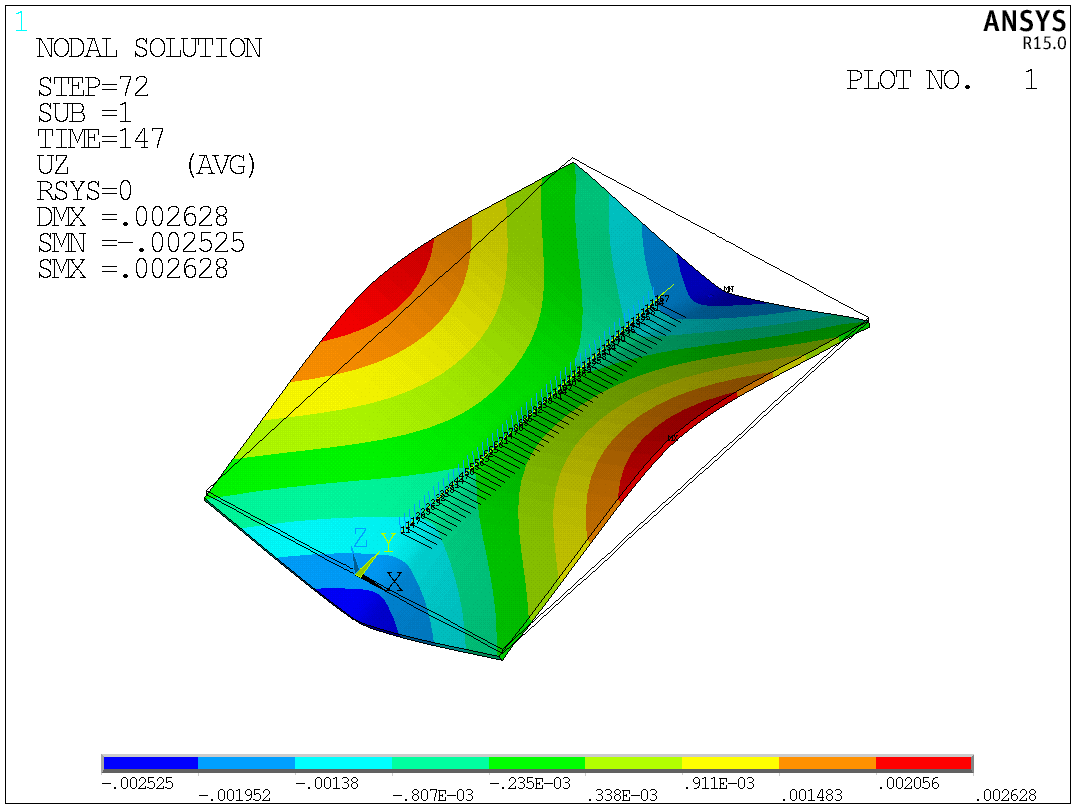 1
ANSYS
R15.0
NODAL SOLUTION
PLOT NO. 1
STEP=72
SUB =1
TIME=147
UZ (AVG)
RSYS=0
DMX =.002628
SMN =-.002525
SMX =.002628
MN
MX
Z
Y
X
-.002525
-.001952
-.00138
-.807E-03
-.235E-03
.338E-03
.911E-03
.001483
.002056
.002628